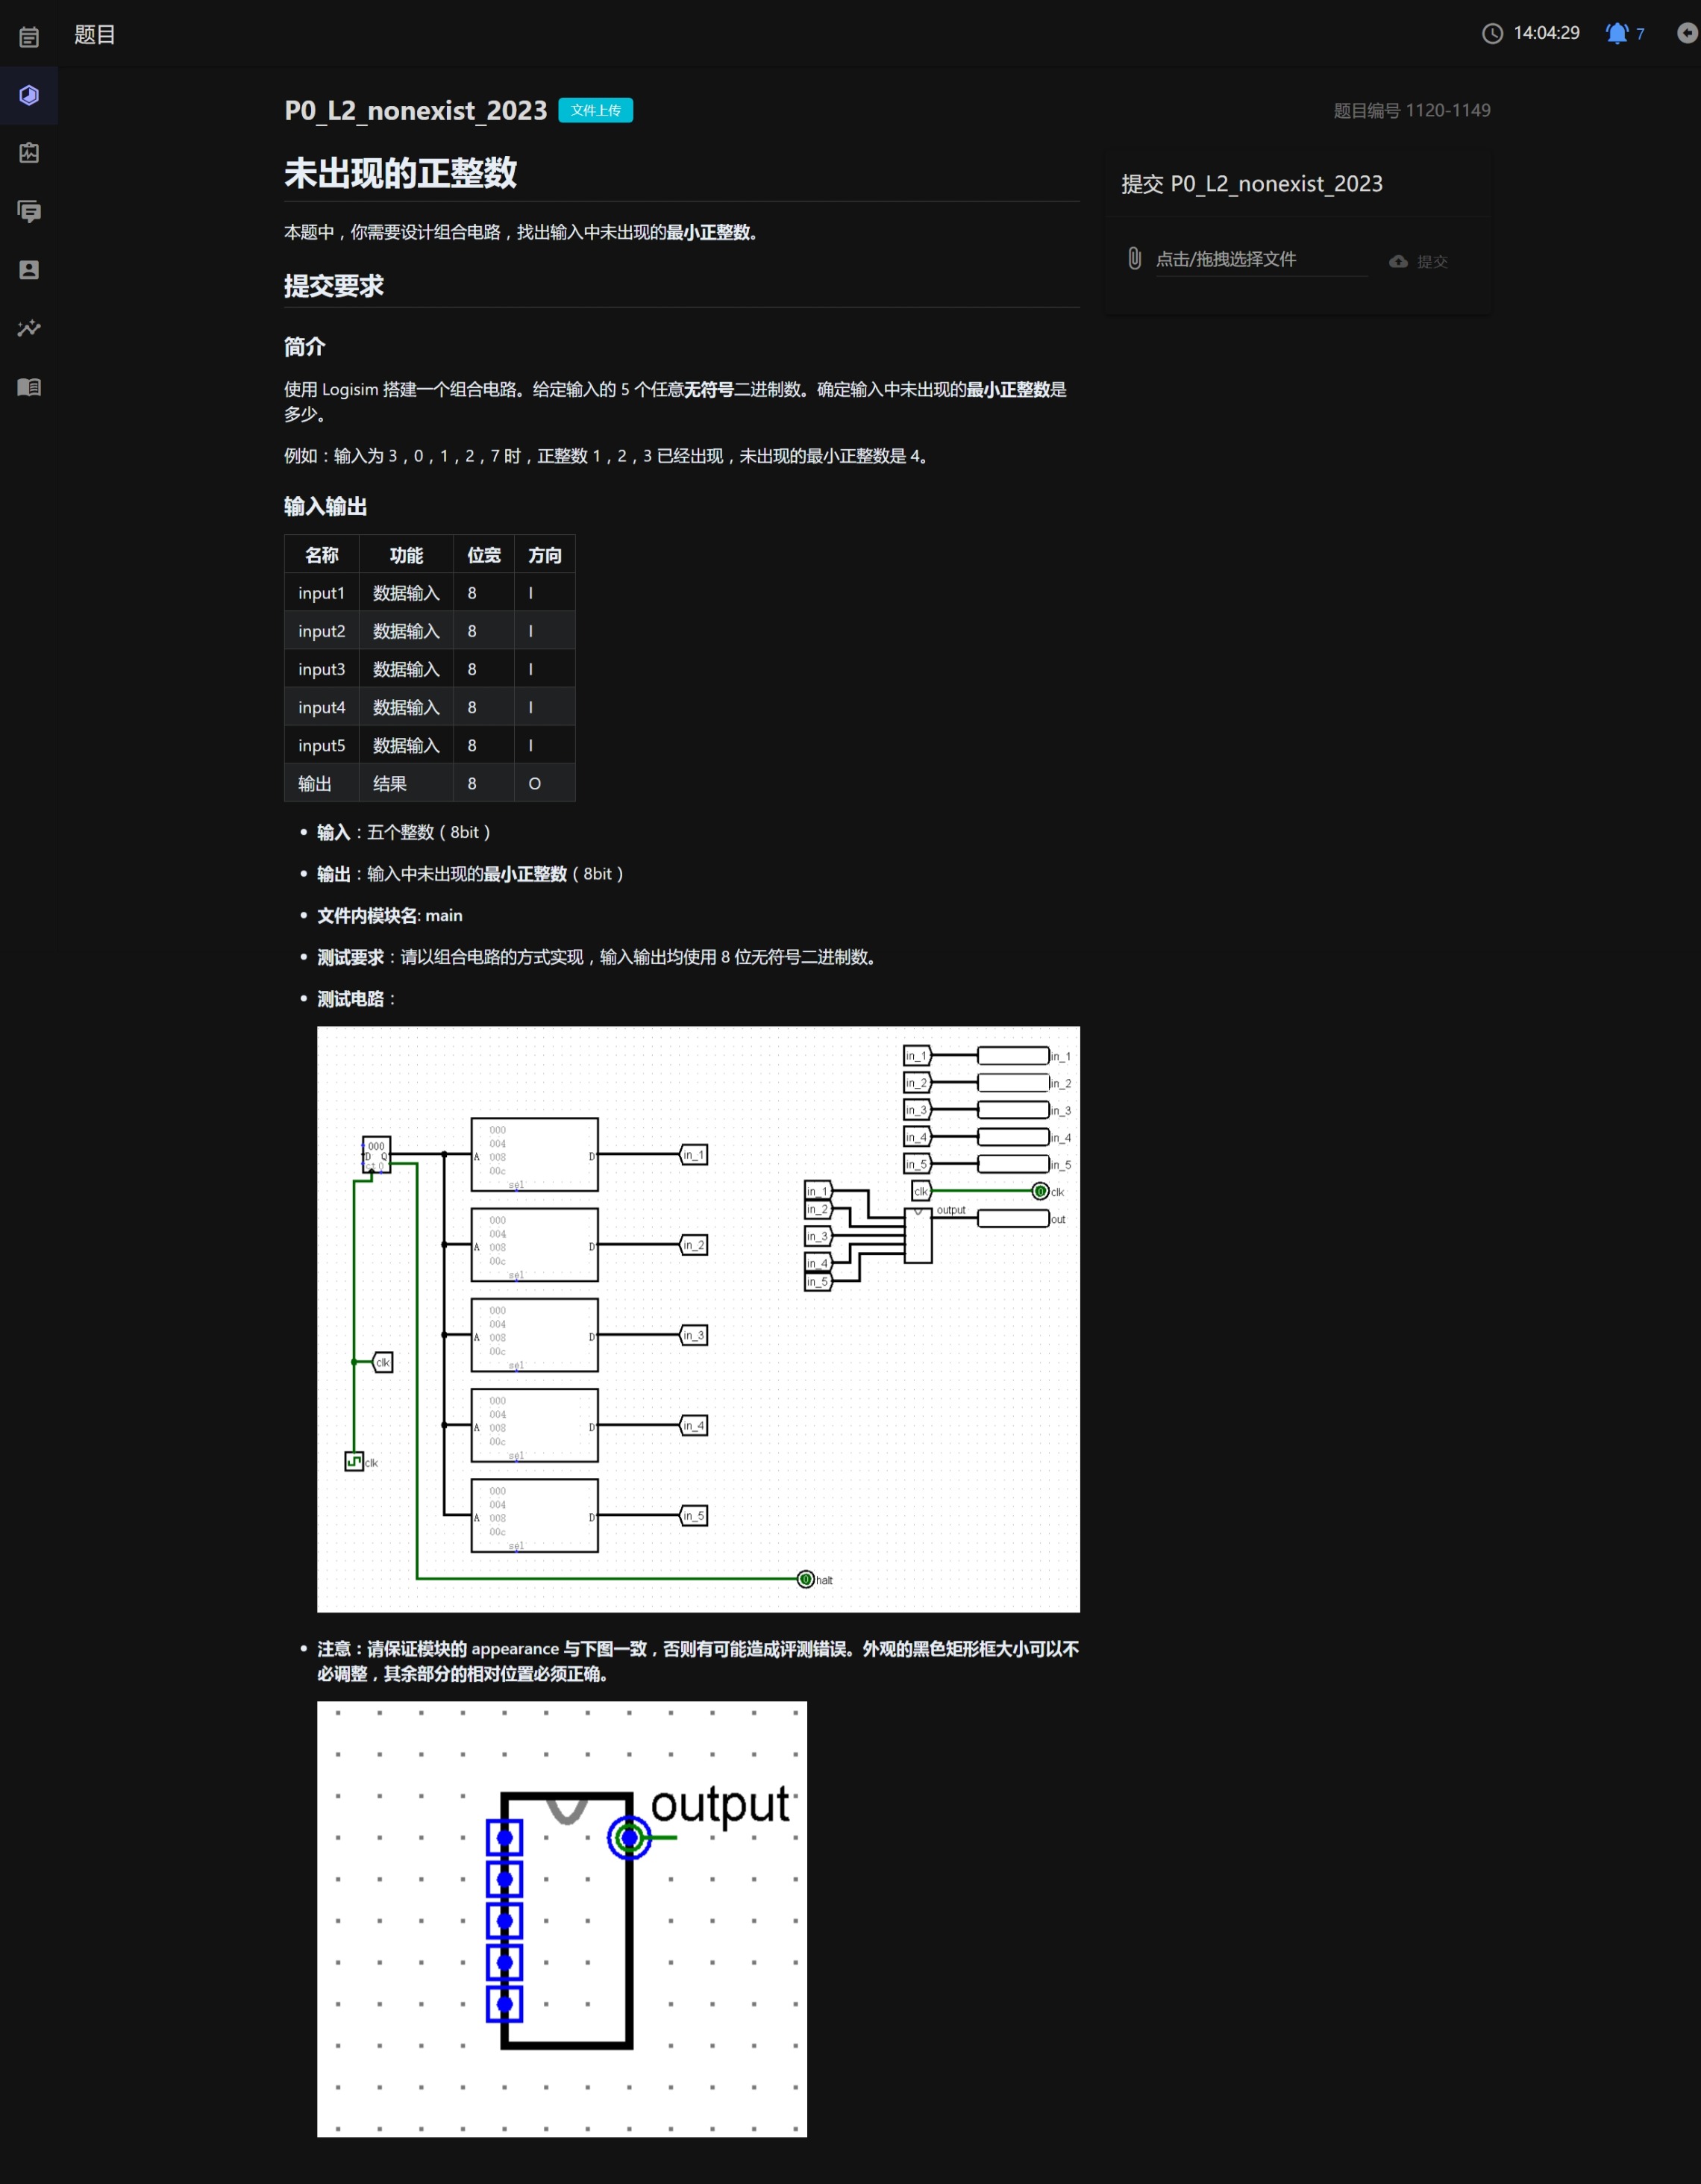 题目
14:04:29
7
P0_L2_nonexist_2023 文件上传
题目编号 1120-1149
未出现的正整数
本题中，你需要设计组合电路，找出输入中未出现的最小正整数。
提交要求
简介
使用 Logisim 搭建一个组合电路。给定输入的 5 个任意无符号二进制数。确定输入中未出现的最小正整数是
多少。
例如：输入为 3，0，1，2，7 时，正整数 1，2，3 已经出现，未出现的最小正整数是 4。
输入输出
名称 功能 位宽 方向
input1 数据输入 8 I
input2 数据输入 8 I
input3 数据输入 8 I
input4 数据输入 8 I
input5 数据输入 8 I
输出 结果 8 O
输入：五个整数（8bit）
输出：输入中未出现的最小正整数（8bit）
文件内模块名: main
测试要求：请以组合电路的方式实现，输入输出均使用 8 位无符号二进制数。
测试电路：
000
D Q
clk
clk
000
004
A 008 D
00c
sel
in_1
000
004
A 008 D
00c
sel
in_2
000
004
A 008 D
00c
sel
in_3
000
004
A 008 D
00c
sel
in_4
000
004
A 008 D
00c
sel
in_5
halt
in_1 in_1
in_2 in_2
in_3 in_3
in_4 in_4
in_5 in_5
clk 0 clk
in_1
in_2
in_3
in_4
in_5
output
out
注意：请保证模块的 appearance 与下图一致，否则有可能造成评测错误。外观的黑色矩形框大小可以不
必调整，其余部分的相对位置必须正确。
output
提交 P0_L2_nonexist_2023
点击/拖拽选择文件
提交